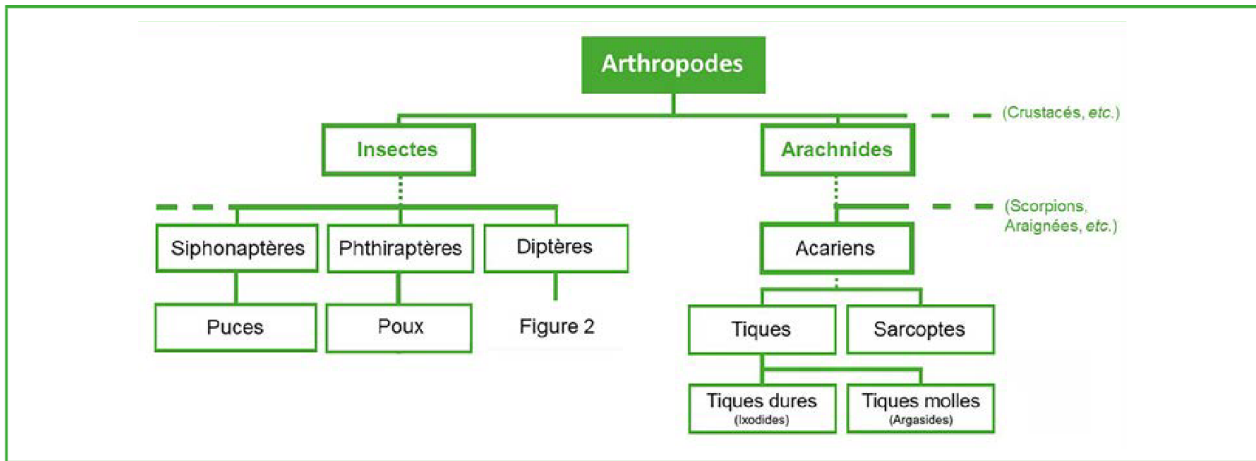 Arthropodes
(Crustacés, etc.)
Insectes
Arachnides
(Scorpions,
Araignées, etc.)
Siphonaptères
Phthiraptères
Diptères
Acariens
Puces
Poux
Figure 2
Tiques
Sarcoptes
Tiques dures
(Ixodides)
Tiques molles
(Argasides)